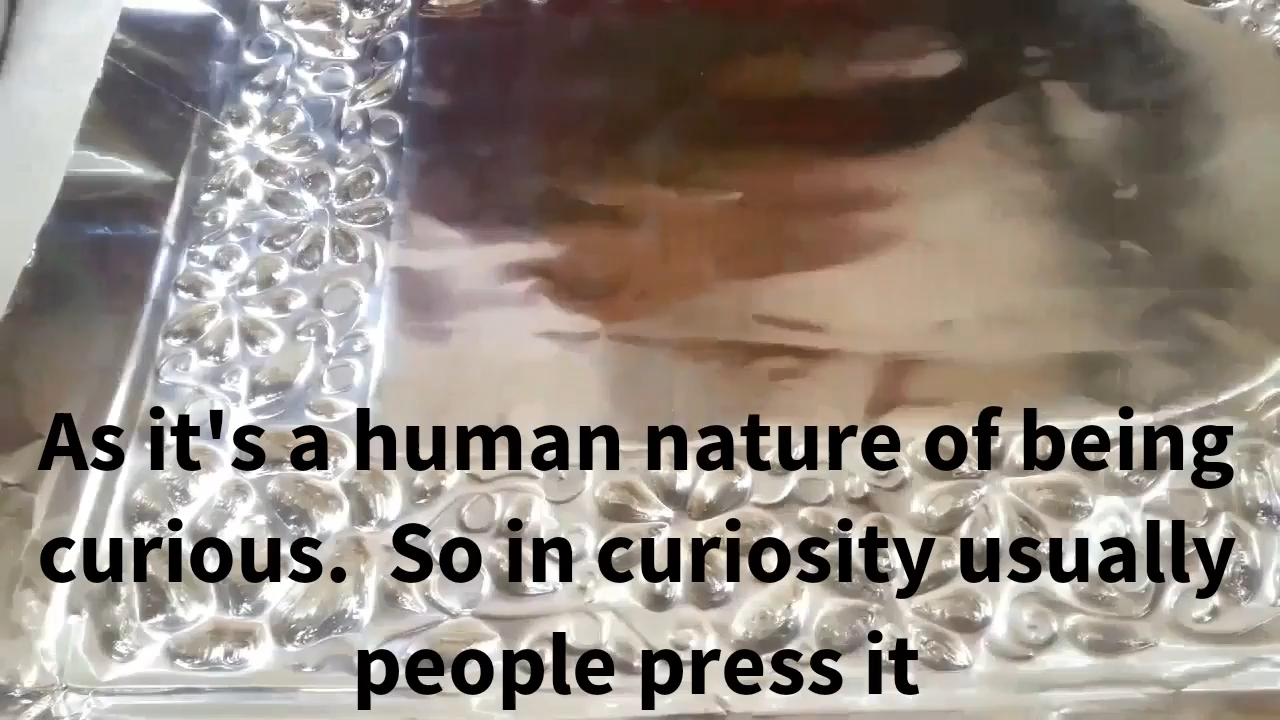 As it's a human nature of being
curious.  So in curiosity usually
people press it